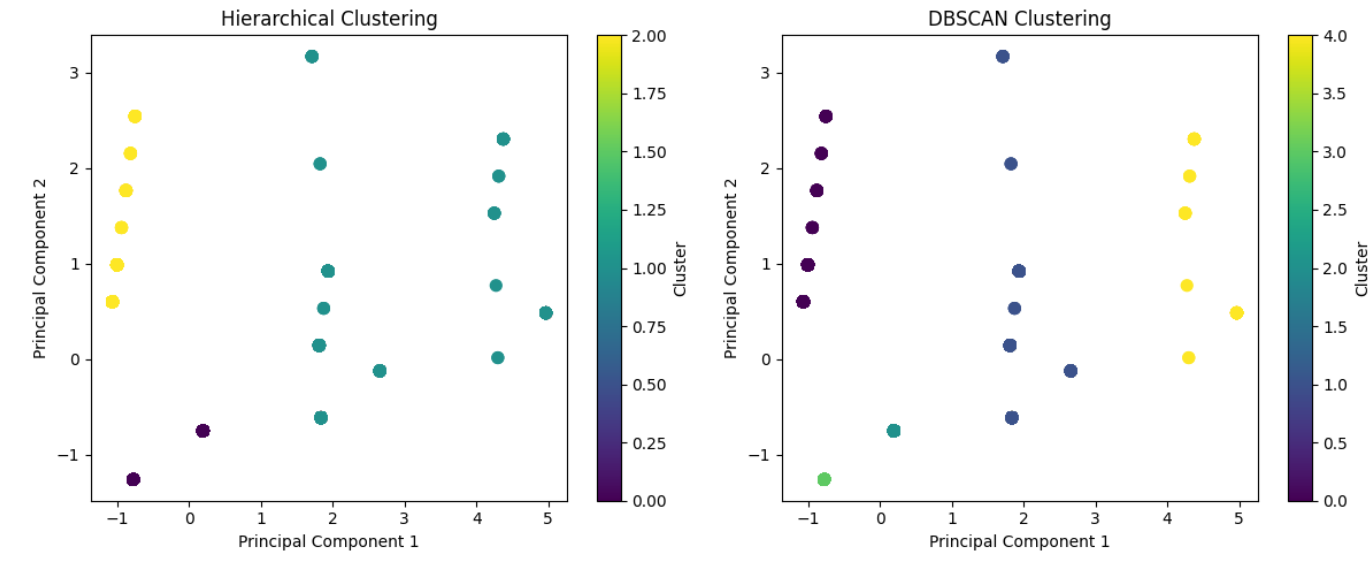 Hierarchical Clustering
3
2
1
0
−1
Principal Component 2
−1 0 1 2 3 4 5
Principal Component 1
2.00
1.75
1.50
1.25
1.00
0.75
0.50
0.25
0.00
Cluster
DBSCAN Clustering
3
2
1
0
−1
Principal Component 2
−1 0 1 2 3 4 5
Principal Component 1
4.0
3.5
3.0
2.5
2.0
1.5
1.0
0.5
0.0
Cluster